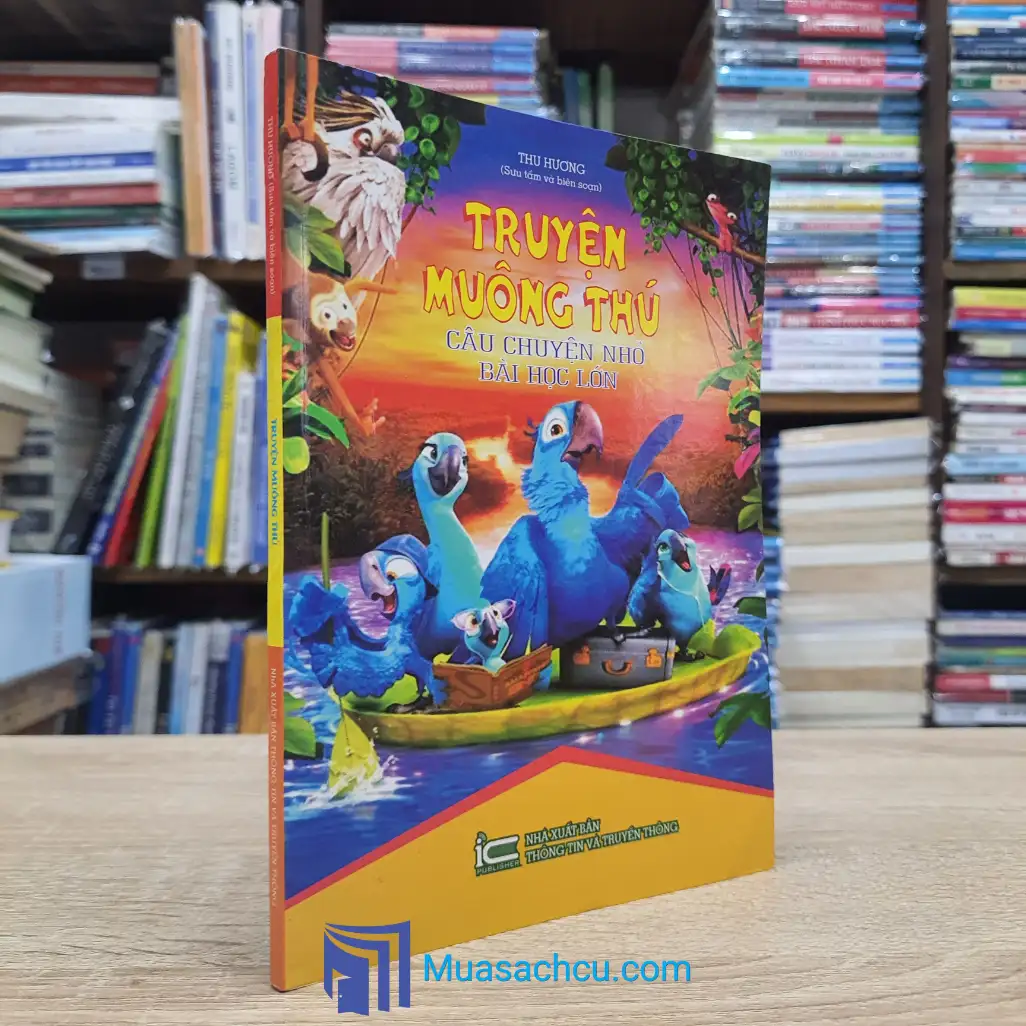 THU HƯƠNG
(Sưu tầm và biên soạn)
TRUYỆN
MUÔNG THÚ
CÂU CHUYỆN NHỎ
BÀI HỌC LỚN
iC
PUBLISHER
NHÀ XUẤT BẢN
THÔNG TIN VÀ TRUYỀN THÔNG
THU HƯƠNG (Sưu tầm và biên soạn)
TRUYỆN MUÔNG THÚ
NHÀ XUẤT BẢN THÔNG TIN VÀ TRUYỀN THÔNG
Muasachcu.com